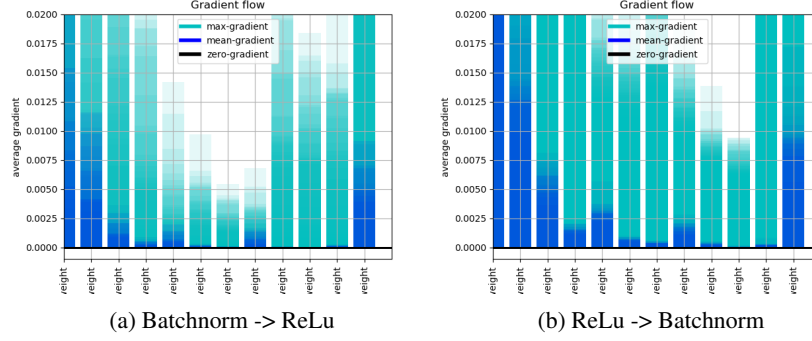 Gradient flow
max-gradient
mean-gradient
zero-gradient
average gradient
0.0200
0.0175
0.0150
0.0125
0.0100
0.0075
0.0050
0.0025
0.0000
(a) Batchnorm -> ReLu
Gradient flow
max-gradient
mean-gradient
zero-gradient
average gradient
0.0200
0.0175
0.0150
0.0125
0.0100
0.0075
0.0050
0.0025
0.0000
(b) ReLu -> Batchnorm